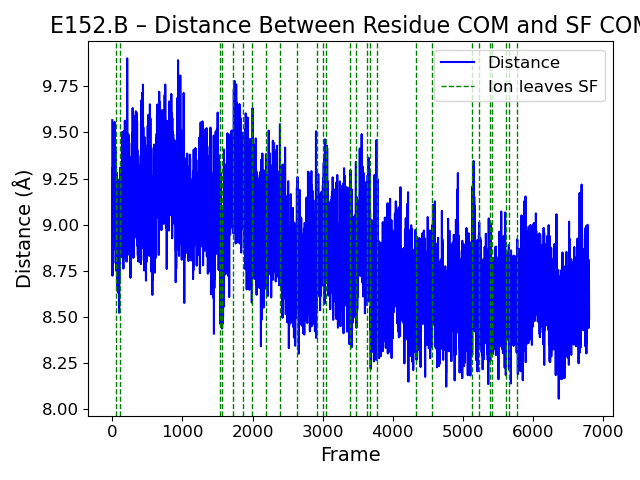 E152.B – Distance Between Residue COM and SF COM
Distance
Ion leaves SF
Distance (Å)
9.75
9.50
9.25
9.00
8.75
8.50
8.25
8.00
0 1000 2000 3000 4000 5000 6000 7000
Frame